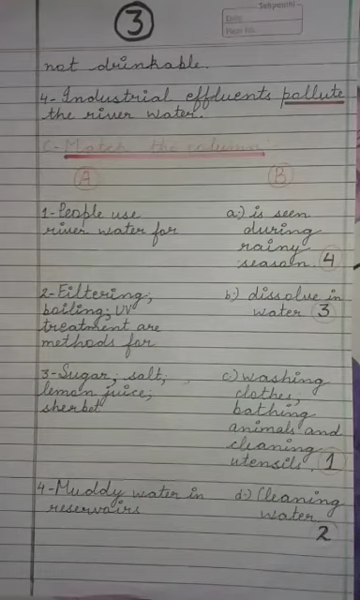 3
Date
Page No.
not drinkable.
4- Industrial effluents pollute
the river water.
C- Match the column:
A B
1- People use
river water for
a:) is seen
during
rainy
season. 4
2- Filtering,
boiling, UV
treatment are
methods for
b:) dissolve in
water 3
3- Sugar, salt,
lemon juice,
sherbet
c:) washing
clothes,
bathing
animals and
cleaning
utensils. 1
4- Muddy water in
reservoirs
d:) Cleaning
water
2